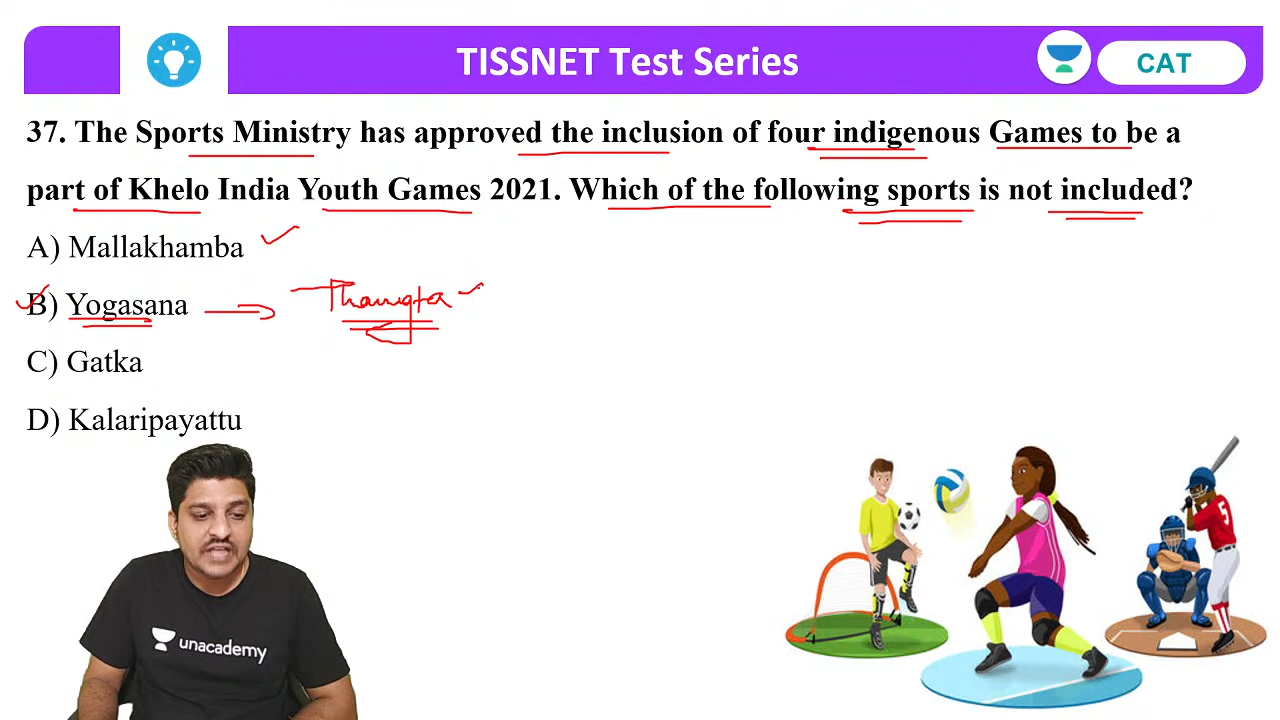 TISSNET Test Series
CAT
37. The Sports Ministry has approved the inclusion of four indigenous Games to be a
part of Khelo India Youth Games 2021. Which of the following sports is not included?
A) Mallakhamba
B) Yogasana
Thangta
C) Gatka
D) Kalaripayattu
unacademy
5